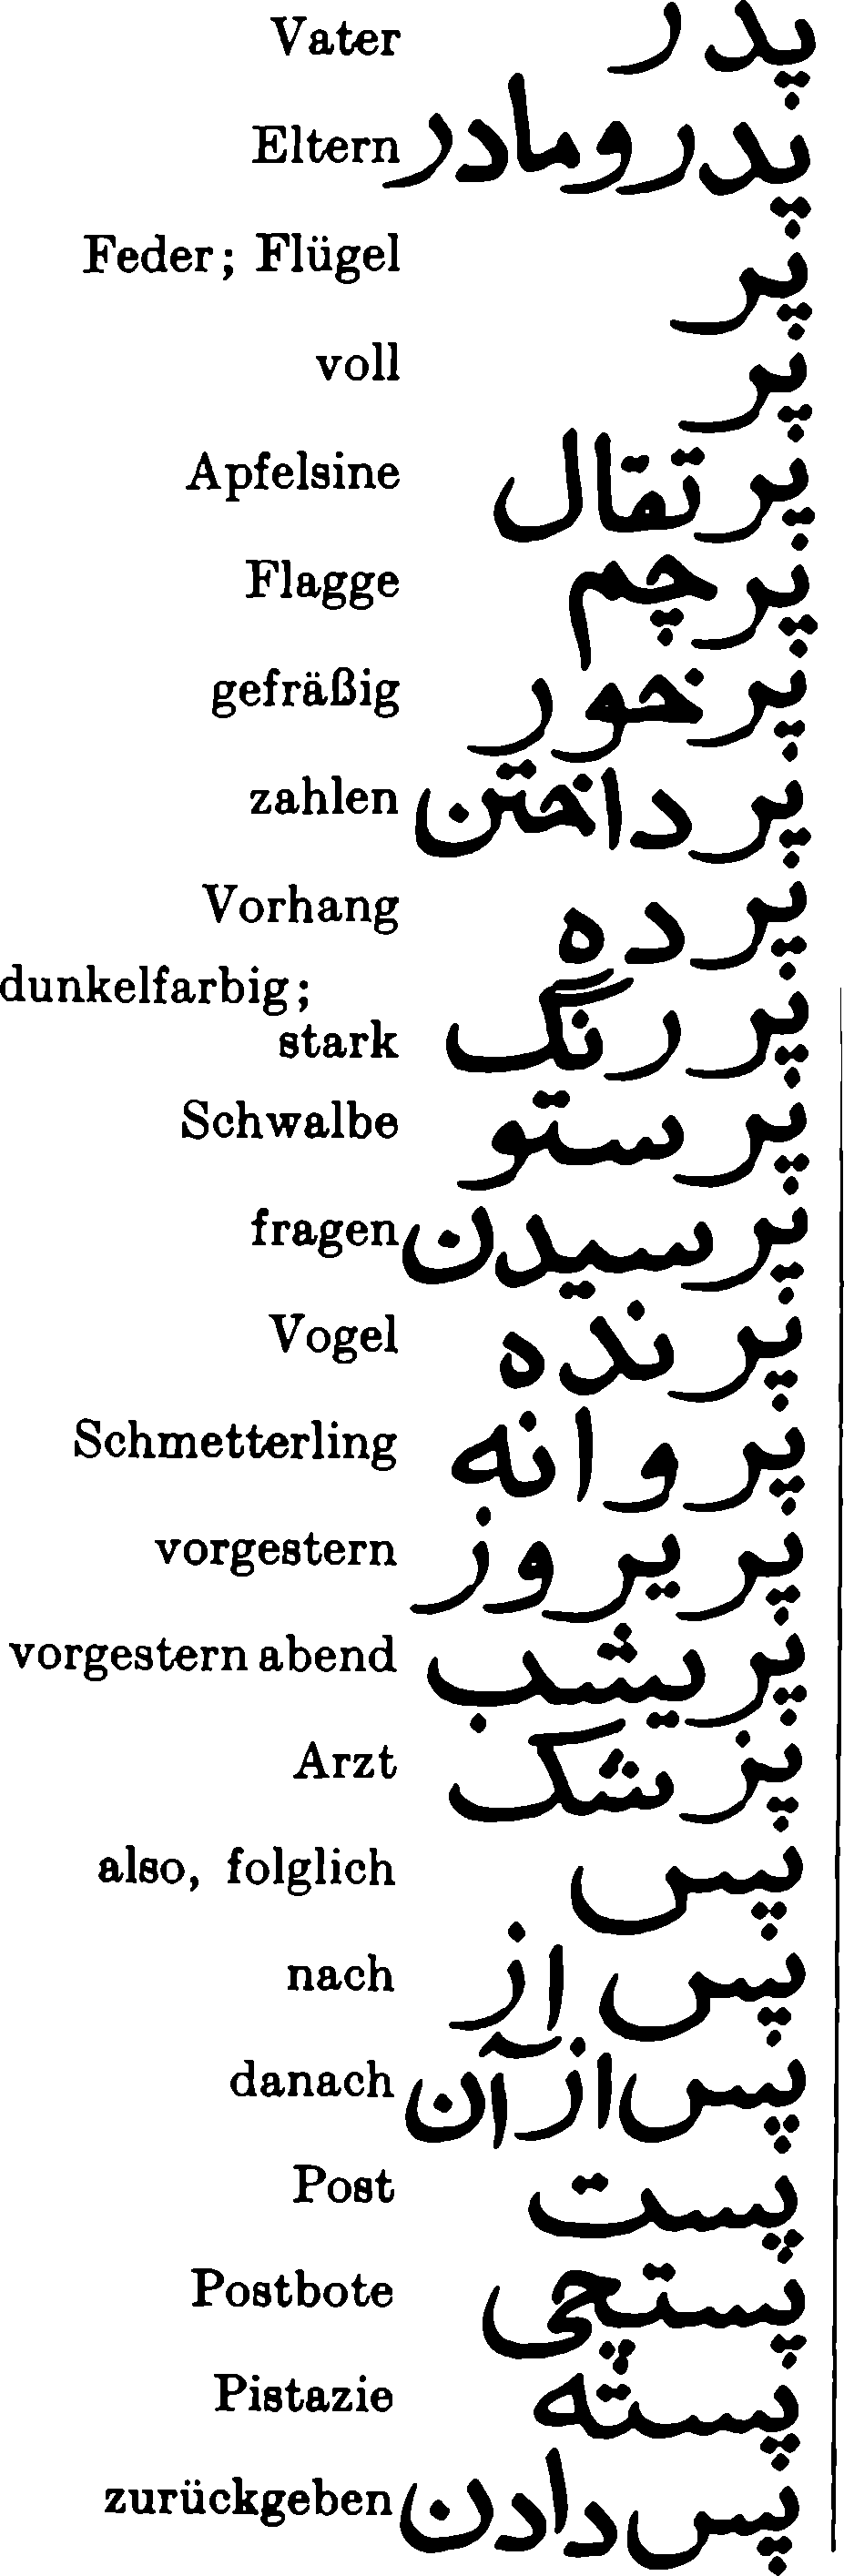 Vater پدر
Eltern پدرومادر
Feder; Flügel پر
voll پر
Apfelsine پرتقال
Flagge پرچم
gefräßig پرخور
zahlen پرداختن
Vorhang پرده
dunkelfarbig;
stark پررنگ
Schwalbe پرستو
fragen پرسیدن
Vogel پرنده
Schmetterling پروانه
vorgestern پریروز
vorgestern abend پریشب
Arzt پزشک
also, folglich پس
nach پس از
danach پس از آن
Post پست
Postbote پستچی
Pistazie پسته
zurückgeben پس دادن